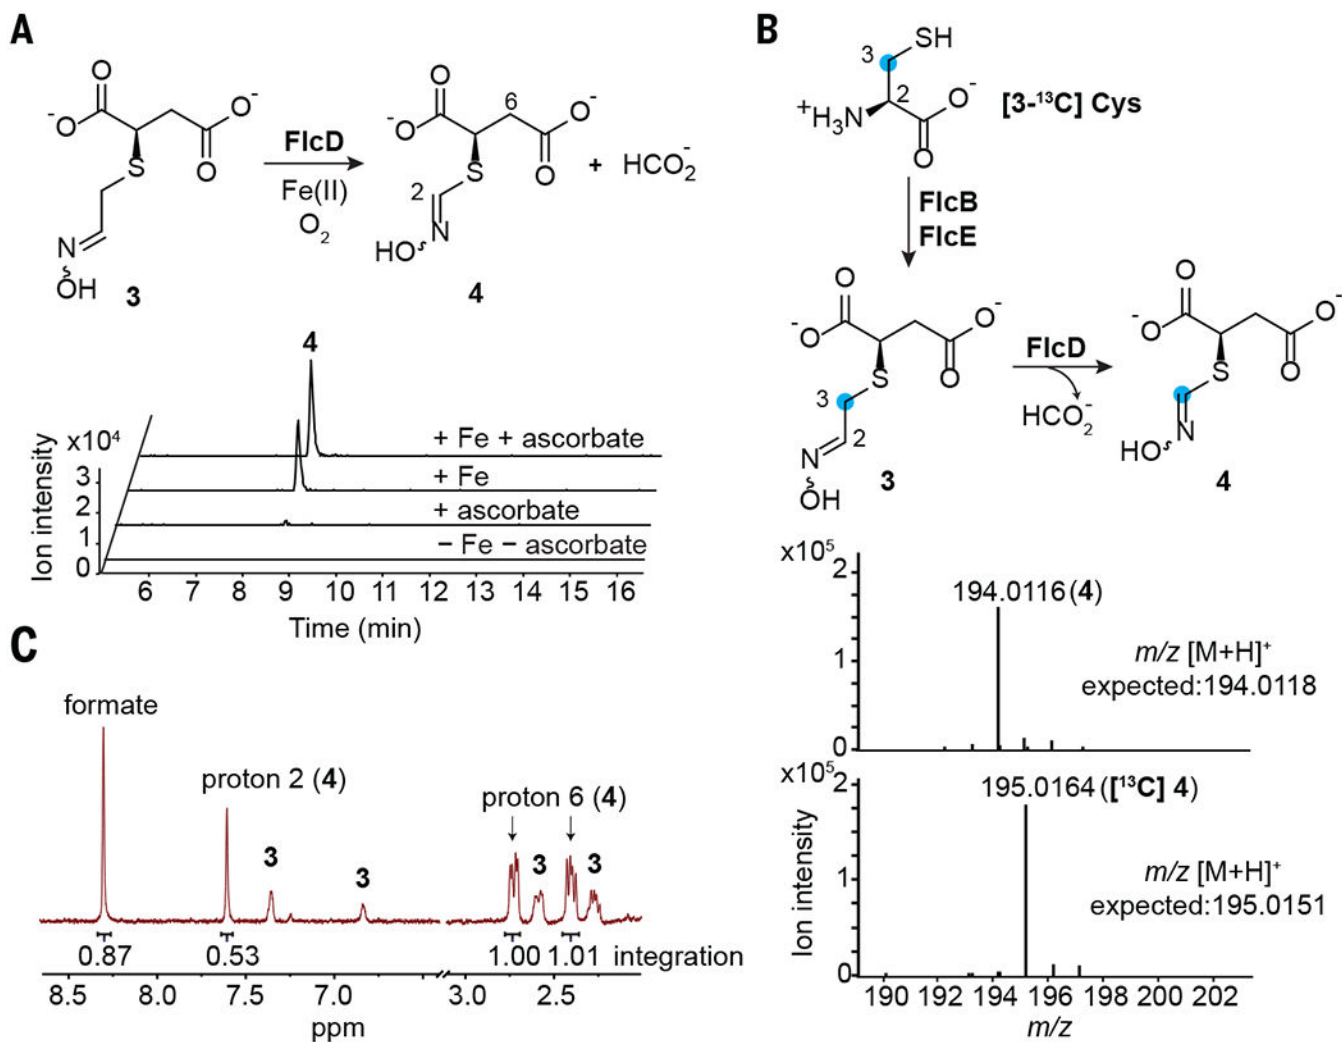 A
O
O⁻
⁻O
O
S
N
OH
3
FlcD
Fe(II)
O₂
O
6
O⁻
⁻O
O
S
2
N
HO
4
+ HCO₂⁻
4
x10⁴
3
2
1
0
Ion intensity
+ Fe + ascorbate
+ Fe
+ ascorbate
− Fe − ascorbate
6 7 8 9 10 11 12 13 14 15 16
Time (min)
B
SH
3
2
O⁻
⁺H₃N
O
[3-¹³C] Cys
FlcB
FlcE
O
O⁻
⁻O
O
S
3
2
N
OH
3
FlcD
HCO₂⁻
O
O⁻
⁻O
O
S
N
HO
4
x10⁵
2
1
0
194.0116 (4)
m/z [M+H]⁺
expected:194.0118
x10⁵
2
1
0
Ion intensity
195.0164 ([¹³C] 4)
m/z [M+H]⁺
expected:195.0151
190 192 194 196 198 200 202
m/z
C
formate
proton 2 (4)
3
3
proton 6 (4)
3
3
0.87 0.53 1.00 1.01 integration
8.5 8.0 7.5 7.0 3.0 2.5
ppm